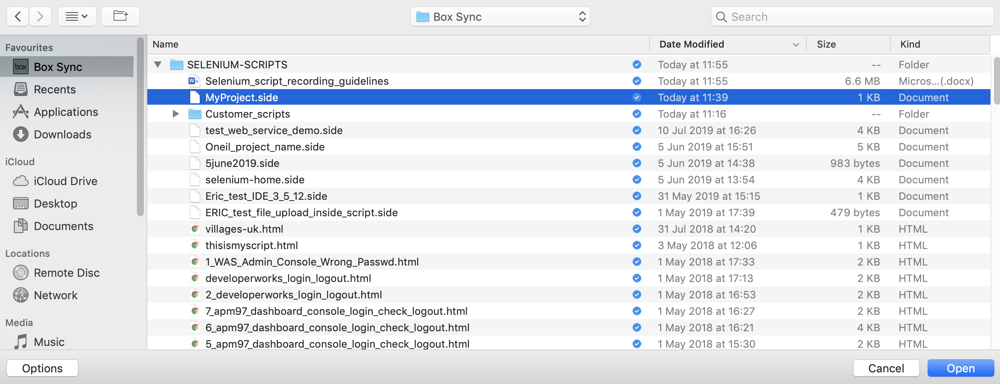 Box Sync
Search
Favourites
box Box Sync
Recents
Applications
Downloads
iCloud
iCloud Drive
Desktop
Documents
Locations
Remote Disc
Network
Media
Music
Name Date Modified Size Kind
SELENIUM-SCRIPTS Today at 11:55 -- Folder
W Selenium_script_recording_guidelines Today at 11:55 6.6 MB Micros...(.docx)
MyProject.side Today at 11:39 1 KB Document
Customer_scripts Today at 11:16 -- Folder
test_web_service_demo.side 10 Jul 2019 at 16:26 4 KB Document
Oneil_project_name.side 5 Jun 2019 at 15:51 5 KB Document
5june2019.side 5 Jun 2019 at 14:38 983 bytes Document
selenium-home.side 5 Jun 2019 at 13:54 4 KB Document
Eric_test_IDE_3_5_12.side 31 May 2019 at 15:15 1 KB Document
ERIC_test_file_upload_inside_script.side 1 May 2019 at 17:39 479 bytes Document
villages-uk.html 31 Jul 2018 at 14:20 1 KB HTML
thisismyscript.html 3 May 2018 at 12:06 1 KB HTML
1_WAS_Admin_Console_Wrong_Passwd.html 1 May 2018 at 17:33 2 KB HTML
developerworks_login_logout.html 1 May 2018 at 17:13 2 KB HTML
2_developerworks_login_logout.html 1 May 2018 at 16:53 2 KB HTML
7_apm97_dashboard_console_login_check_logout.html 1 May 2018 at 16:27 2 KB HTML
6_apm97_dashboard_console_login_check_logout.html 1 May 2018 at 16:21 4 KB HTML
5_apm97_dashboard_console_login_check_logout.html 1 May 2018 at 15:30 2 KB HTML
Options Cancel Open